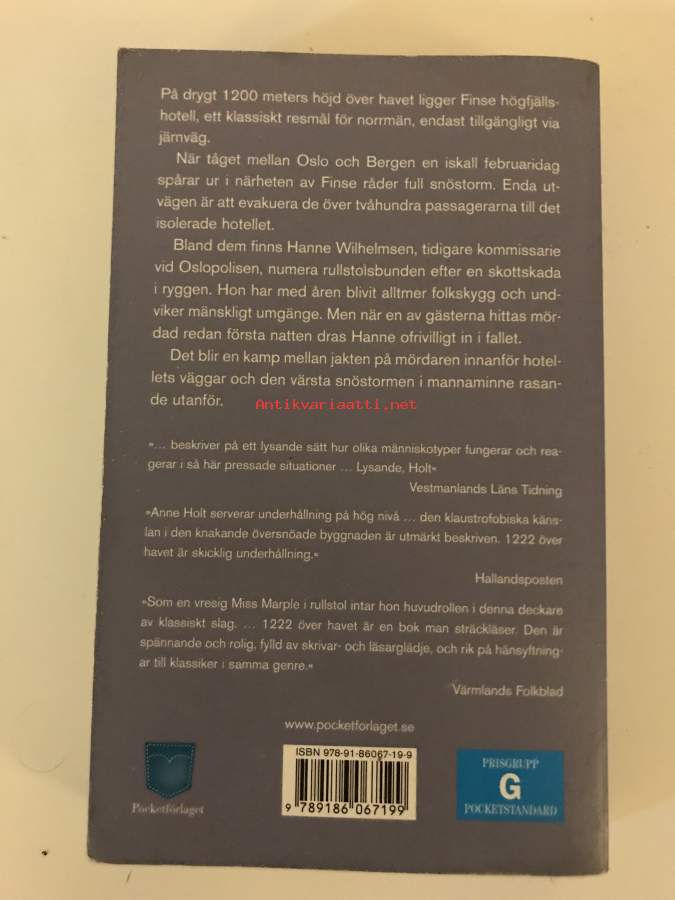 På drygt 1200 meters höjd över havet ligger Finse högfjälls-
hotell, ett klassiskt resmål för norrmän, endast tillgängligt via
järnväg.
När tåget mellan Oslo och Bergen en iskall februaridag
spårar ur i närheten av Finse råder full snöstorm. Enda ut-
vägen är att evakuera de över tvåhundra passagerarna till det
isolerade hotellet.
Bland dem finns Hanne Wilhelmsen, tidigare kommissarie
vid Oslopolisen, numera rullstolsbunden efter en skottskada
i ryggen. Hon har med åren blivit alltmer folkskygg och und-
viker mänskligt umgänge. Men när en av gästerna hittas mör-
dad redan första natten dras Hanne ofrivilligt in i fallet.
Det blir en kamp mellan jakten på mördaren innanför hotel-
lets väggar och den värsta snöstormen i mannaminne rasan-
de utanför.
Antikvariaatti.net
»... beskriver på ett lysande sätt hur olika människotyper fungerar och rea-
gerar i så här pressade situationer ... Lysande, Holt«
Vestmanlands Läns Tidning
»Anne Holt serverar underhållning på hög nivå ... den klaustrofobiska käns-
lan i den knakande översnöade byggnaden är utmärkt beskriven. 1222 över
havet är skicklig underhållning.«
Hallandsposten
»Som en vresig Miss Marple i rullstol intar hon huvudrollen i denna deckare
av klassiskt slag. ... 1222 över havet är en bok man sträckläser. Den är
spännande och rolig, fylld av skrivar- och läsarglädje, och rik på hänsyftning-
ar till klassiker i samma genre.«
Värmlands Folkblad
www.pocketforlaget.se
Pocketförlaget
ISBN 978-91-86067-19-9
9 789186 067199
PRISGRUPP
G
POCKETSTANDARD